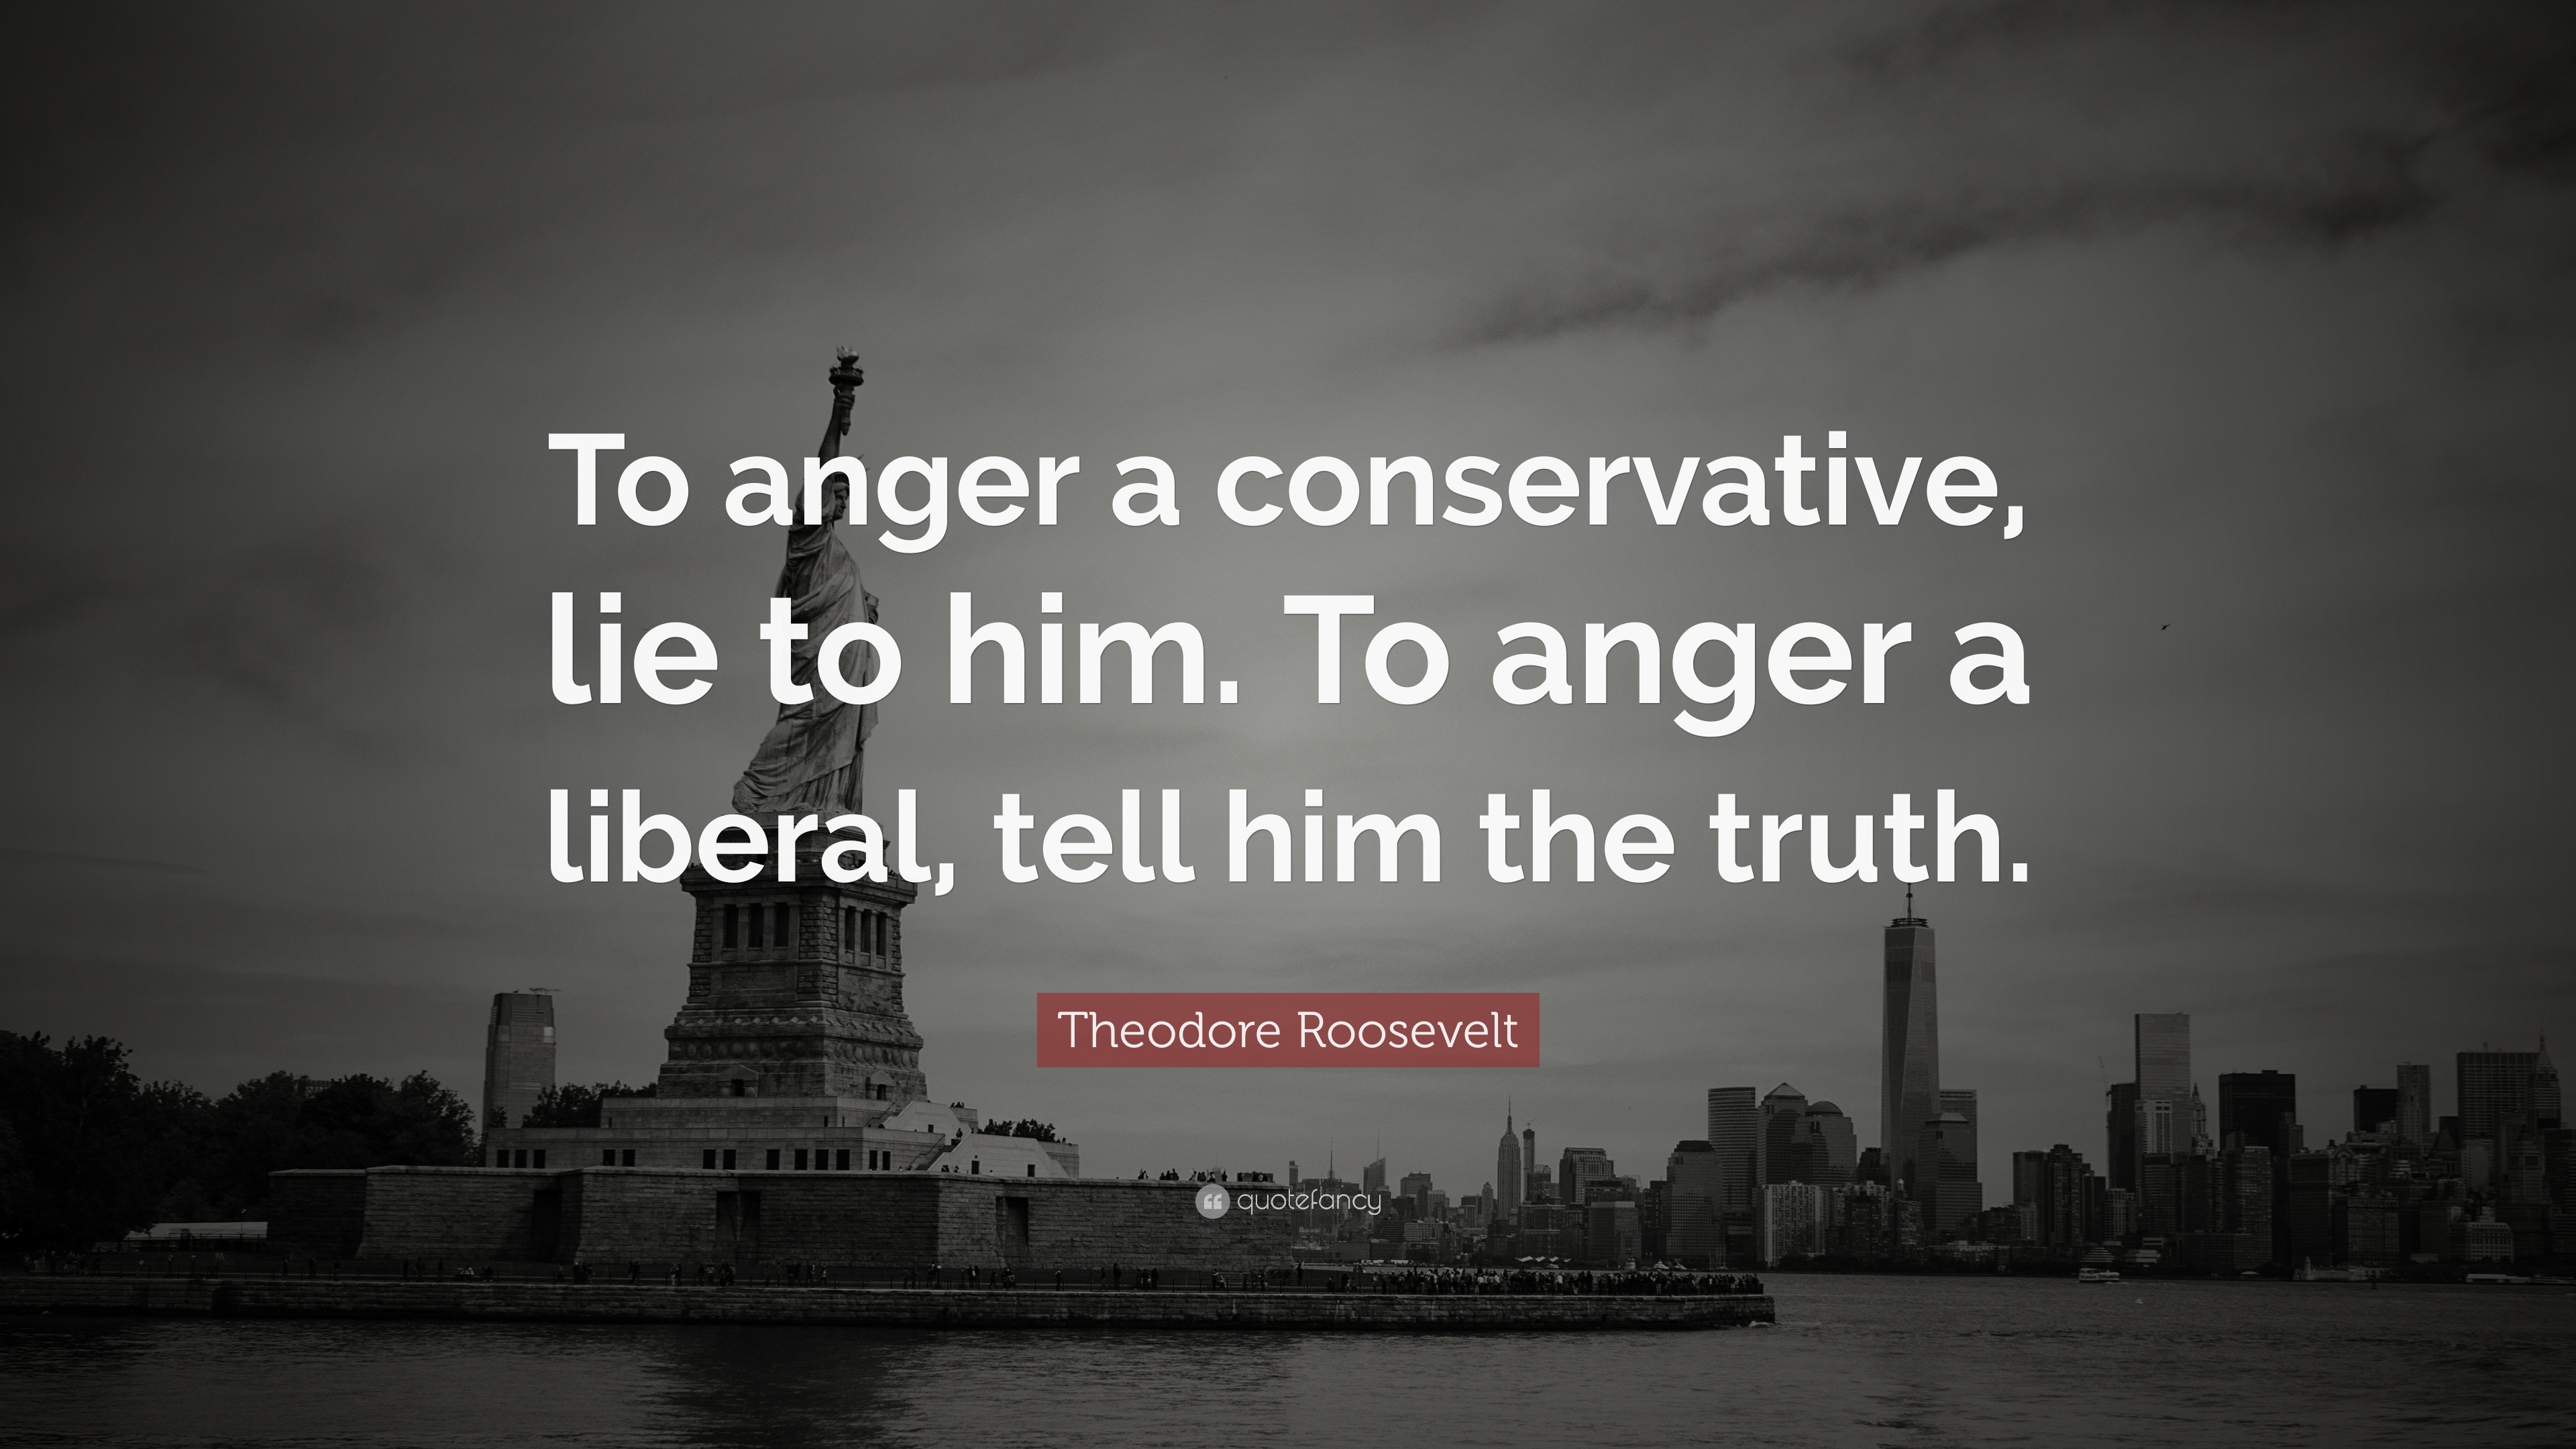 To anger a conservative,
lie to him. To anger a
liberal, tell him the truth.
Theodore Roosevelt
quotefancy